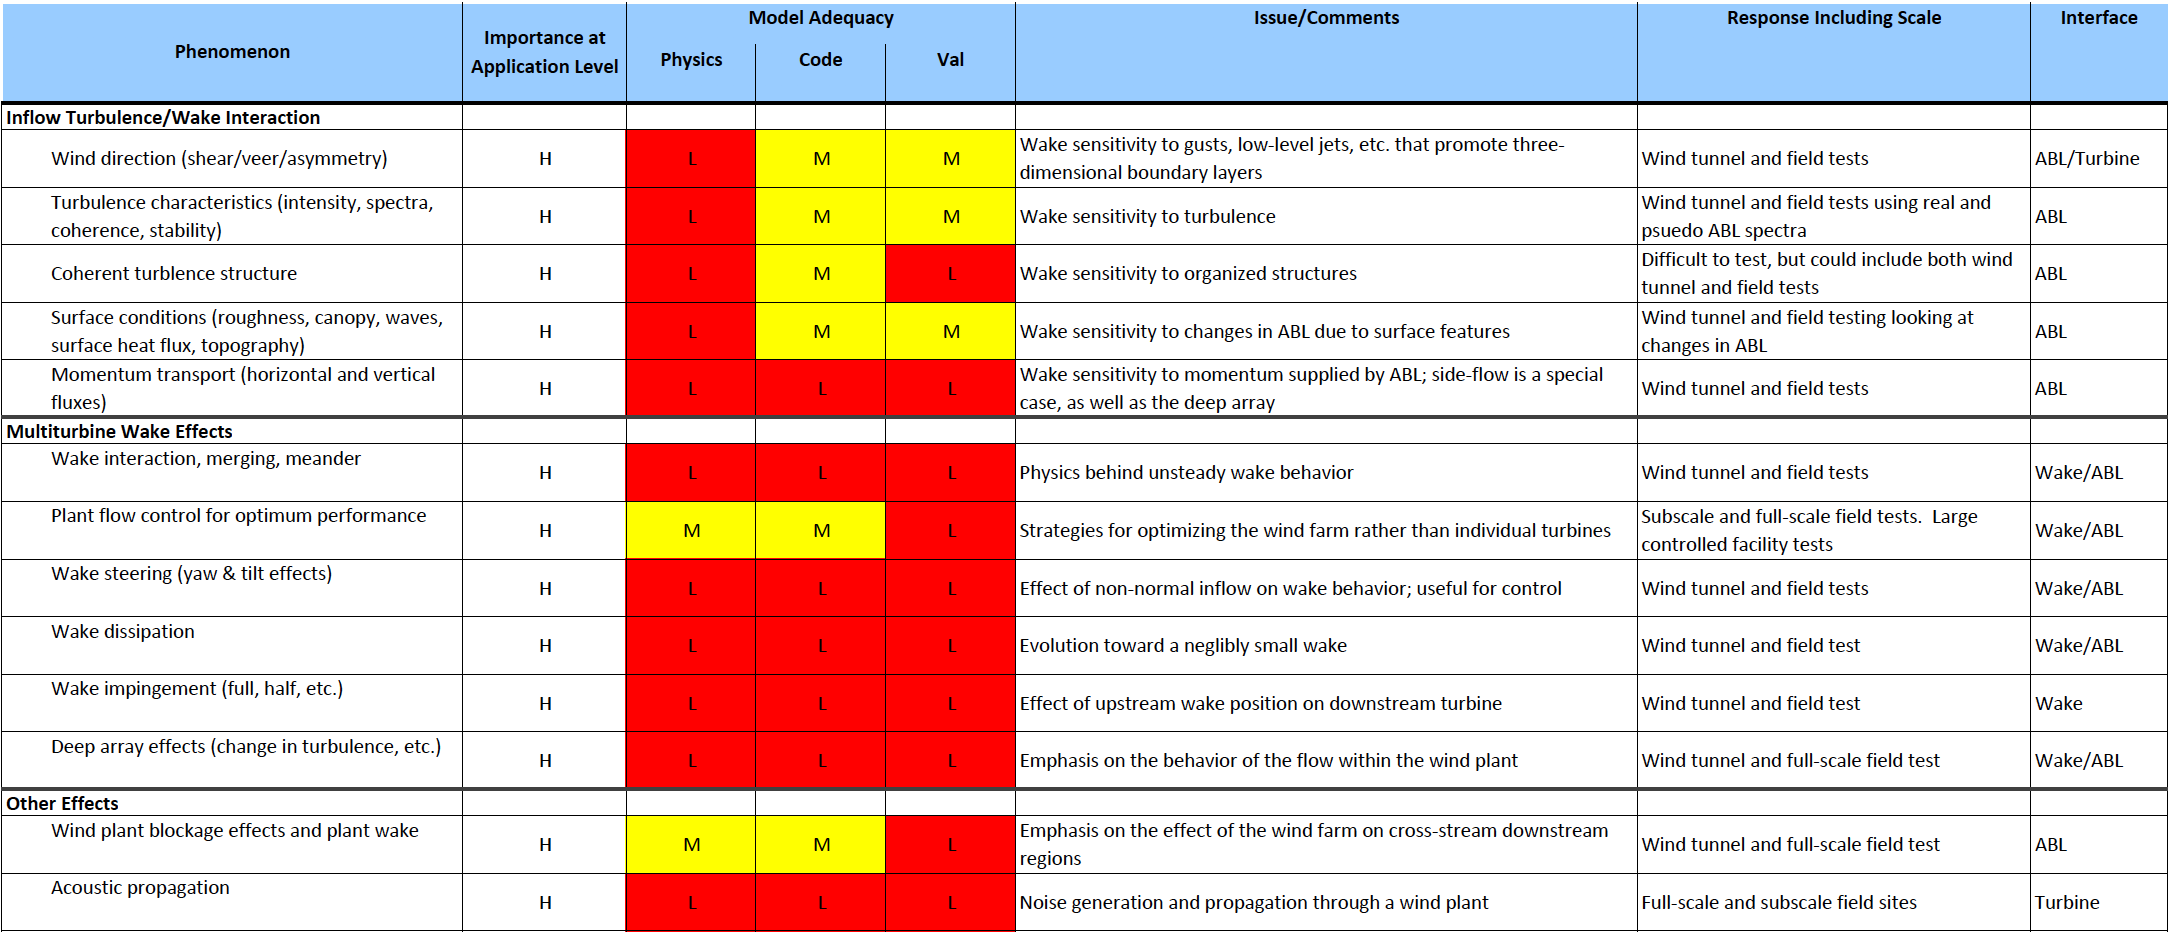 Phenomenon
Importance at
Application Level
Model Adequacy
Physics
Code
Val
Issue/Comments
Response Including Scale
Interface
Inflow Turbulence/Wake Interaction
Wind direction (shear/veer/asymmetry)
H
L
M
M
Wake sensitivity to gusts, low-level jets, etc. that promote three-
dimensional boundary layers
Wind tunnel and field tests
ABL/Turbine
Turbulence characteristics (intensity, spectra,
coherence, stability)
H
L
M
M
Wake sensitivity to turbulence
Wind tunnel and field tests using real and
psuedo ABL spectra
ABL
Coherent turblence structure
H
L
M
L
Wake sensitivity to organized structures
Difficult to test, but could include both wind
tunnel and field tests
ABL
Surface conditions (roughness, canopy, waves,
surface heat flux, topography)
H
L
M
M
Wake sensitivity to changes in ABL due to surface features
Wind tunnel and field testing looking at
changes in ABL
ABL
Momentum transport (horizontal and vertical
fluxes)
H
L
L
L
Wake sensitivity to momentum supplied by ABL; side-flow is a special
case, as well as the deep array
Wind tunnel and field tests
ABL
Multiturbine Wake Effects
Wake interaction, merging, meander
H
L
L
L
Physics behind unsteady wake behavior
Wind tunnel and field tests
Wake/ABL
Plant flow control for optimum performance
H
M
M
L
Strategies for optimizing the wind farm rather than individual turbines
Subscale and full-scale field tests.  Large
controlled facility tests
Wake/ABL
Wake steering (yaw & tilt effects)
H
L
L
L
Effect of non-normal inflow on wake behavior; useful for control
Wind tunnel and field tests
Wake/ABL
Wake dissipation
H
L
L
L
Evolution toward a neglibly small wake
Wind tunnel and field test
Wake/ABL
Wake impingement (full, half, etc.)
H
L
L
L
Effect of upstream wake position on downstream turbine
Wind tunnel and field test
Wake
Deep array effects (change in turbulence, etc.)
H
L
L
L
Emphasis on the behavior of the flow within the wind plant
Wind tunnel and full-scale field test
Wake/ABL
Other Effects
Wind plant blockage effects and plant wake
H
M
M
L
Emphasis on the effect of the wind farm on cross-stream downstream
regions
Wind tunnel and full-scale field test
ABL
Acoustic propagation
H
L
L
L
Noise generation and propagation through a wind plant
Full-scale and subscale field sites
Turbine